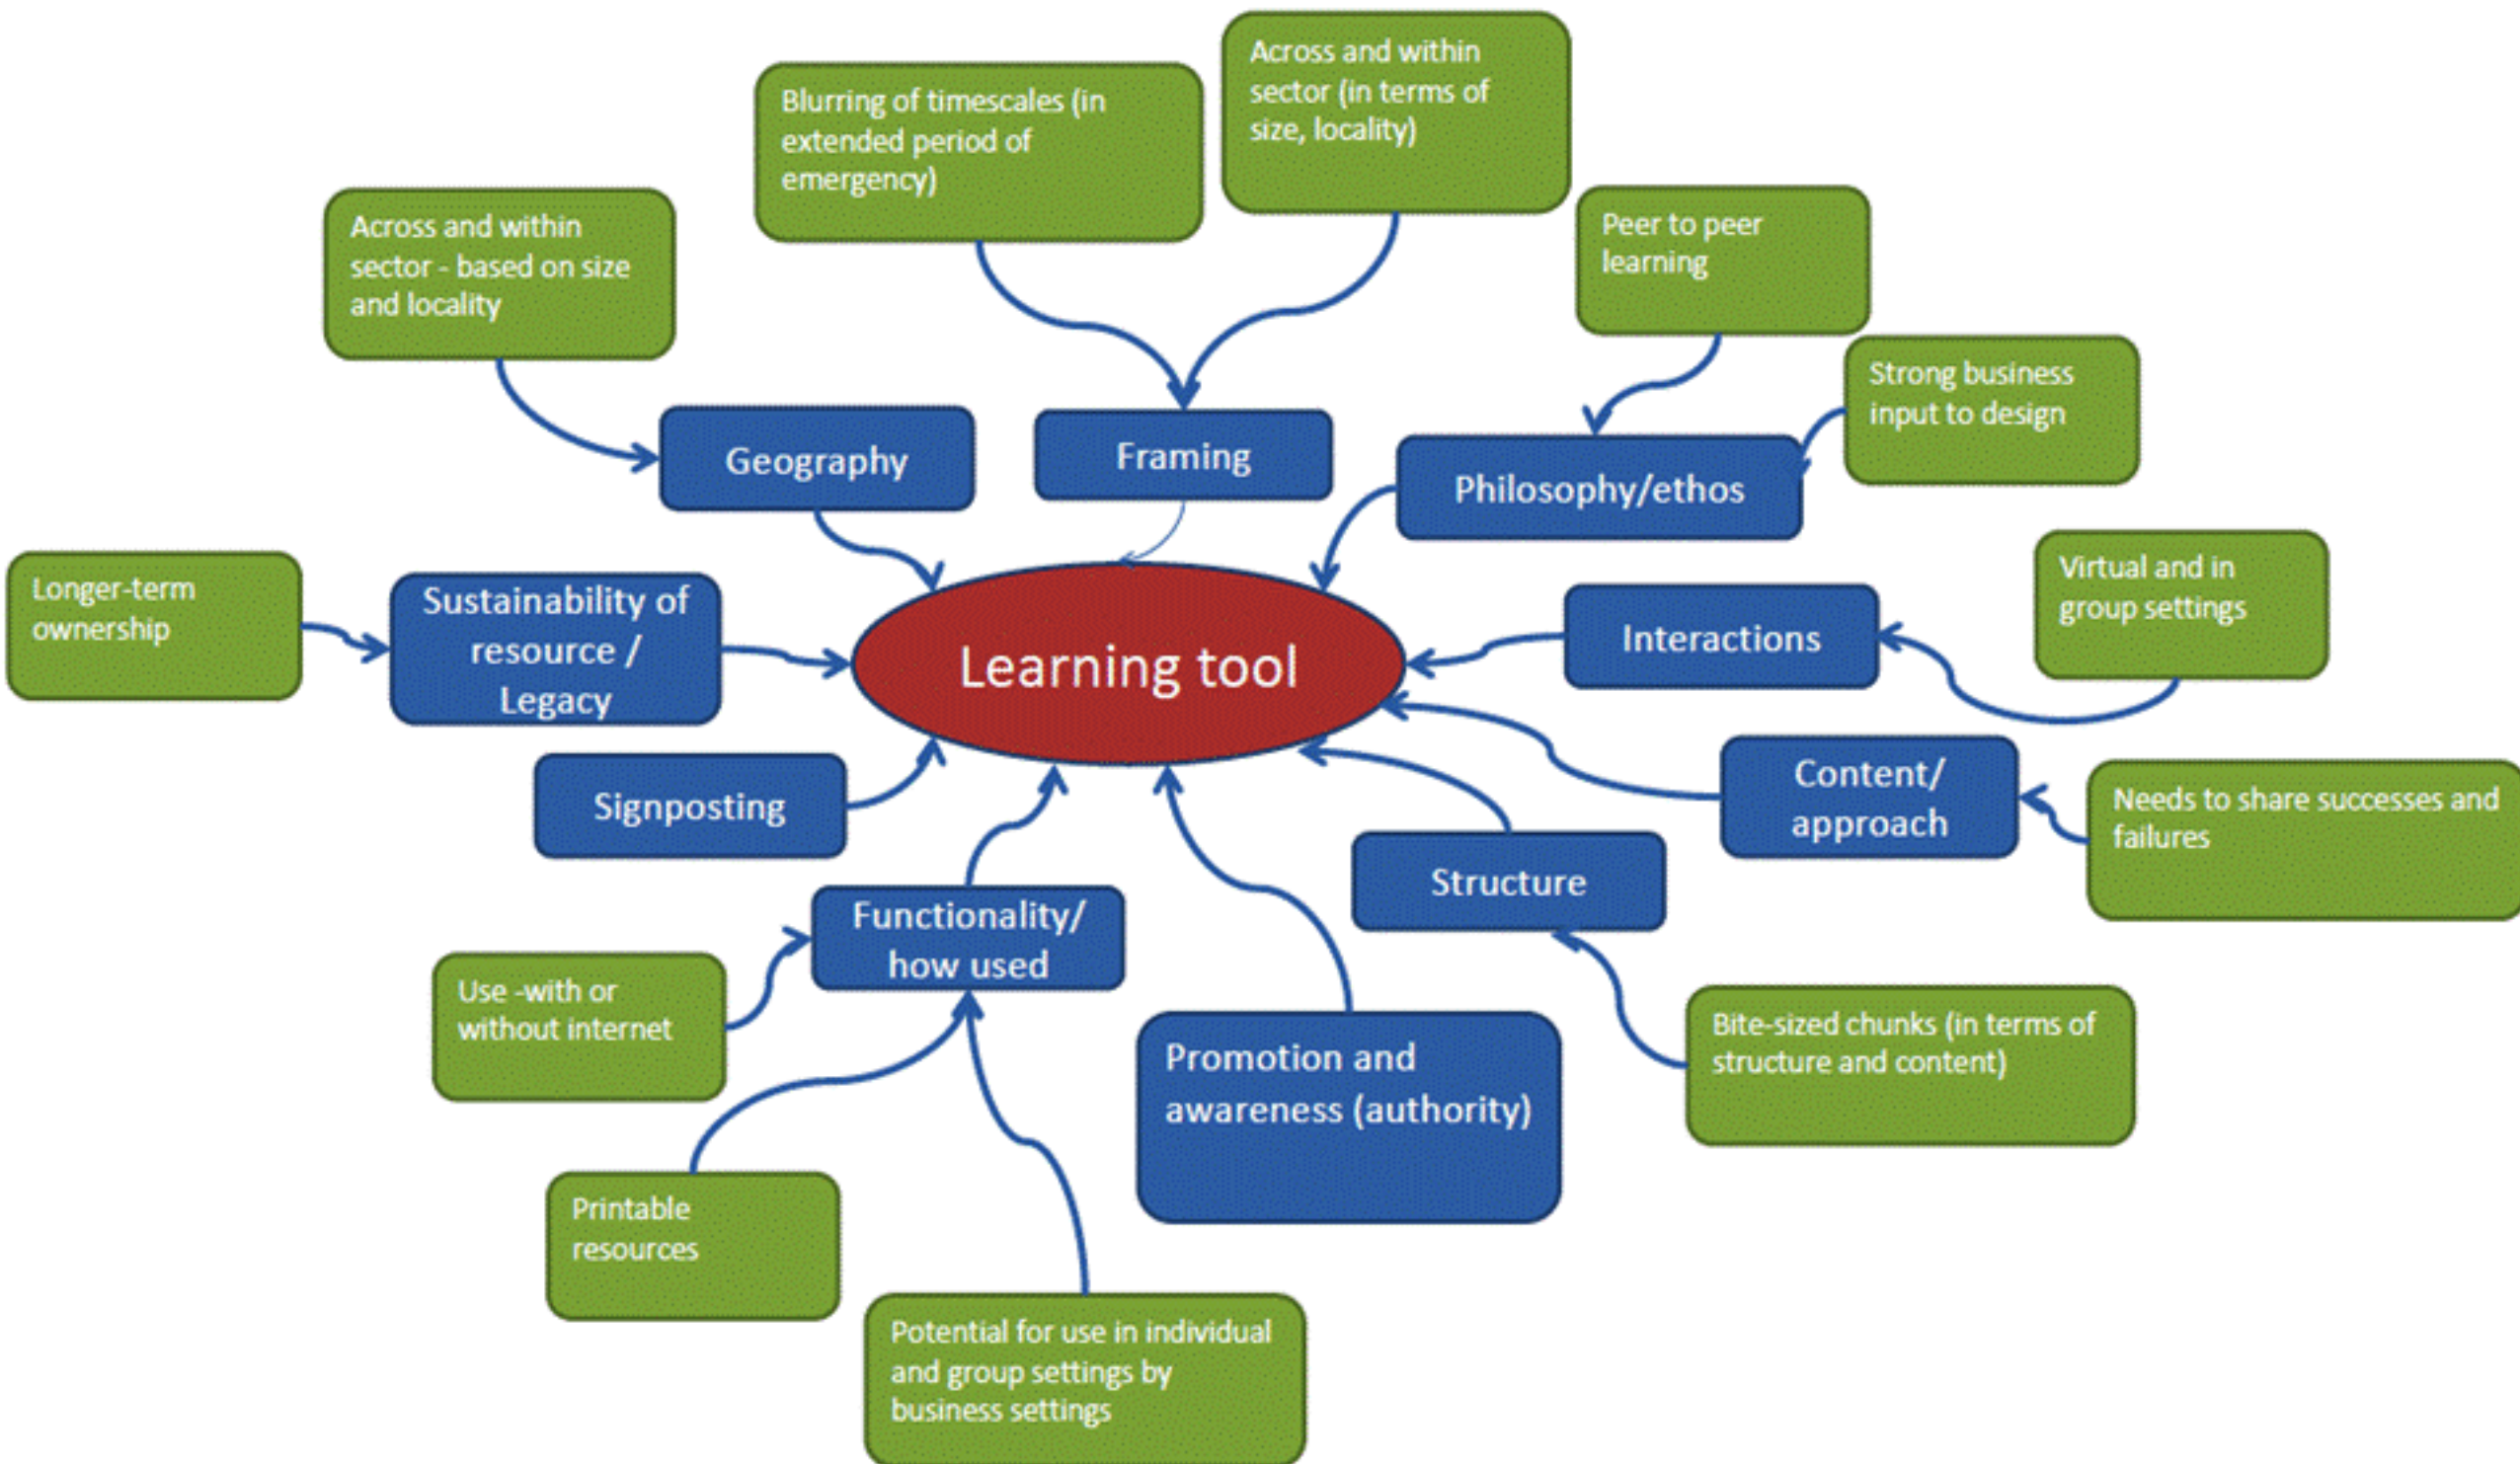 Across and within
sector (in terms of
size, locality)
Blurring of timescales (in
extended period of
emergency)
Across and within
sector - based on size
and locality
Peer to peer
learning
Strong business
input to design
Geography
Framing
Philosophy/ethos
Virtual and in
group settings
Longer-term
ownership
Sustainability of
resource /
Legacy
Learning tool
Interactions
Signposting
Content/
approach
Needs to share successes and
failures
Structure
Functionality/
how used
Use -with or
without internet
Promotion and
awareness (authority)
Bite-sized chunks (in terms of
structure and content)
Printable
resources
Potential for use in individual
and group settings by
business settings